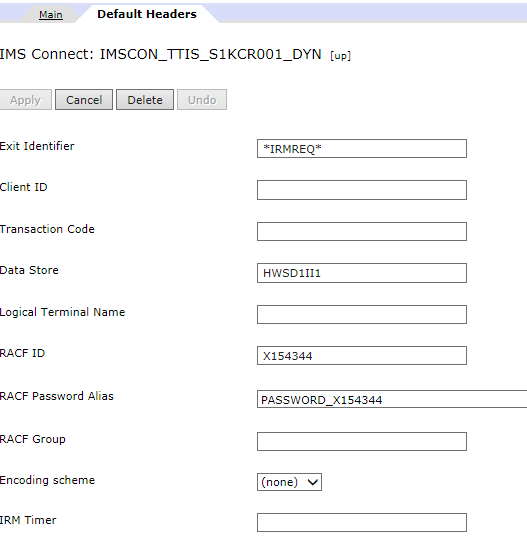 Main Default Headers
IMS Connect: IMSCON_TTIS_S1KCR001_DYN [up]
Apply Cancel Delete Undo
Exit Identifier *IRMREQ*
Client ID
Transaction Code
Data Store HWSD1II1
Logical Terminal Name
RACF ID X154344
RACF Password Alias PASSWORD_X154344
RACF Group
Encoding scheme (none)
IRM Timer